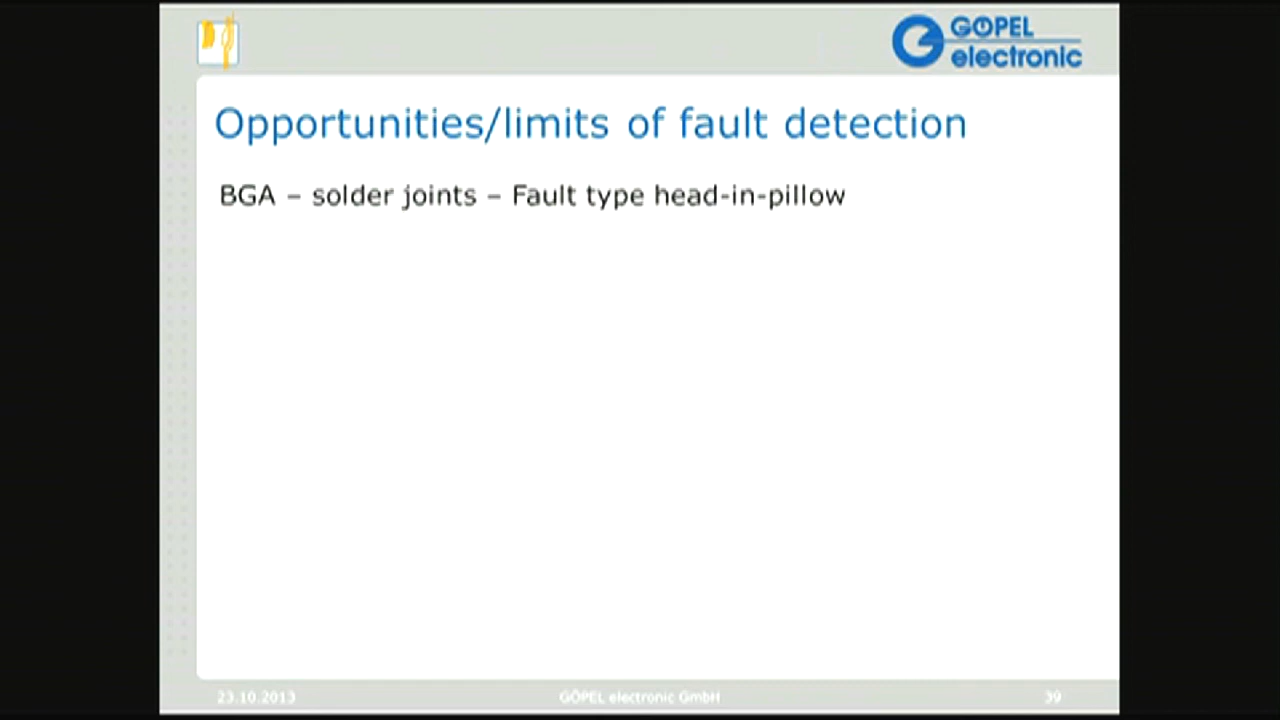 GÖPEL
electronic
Opportunities/limits of fault detection
BGA – solder joints – Fault type head-in-pillow
23.10.2013
GÖPEL electronic GmbH
39